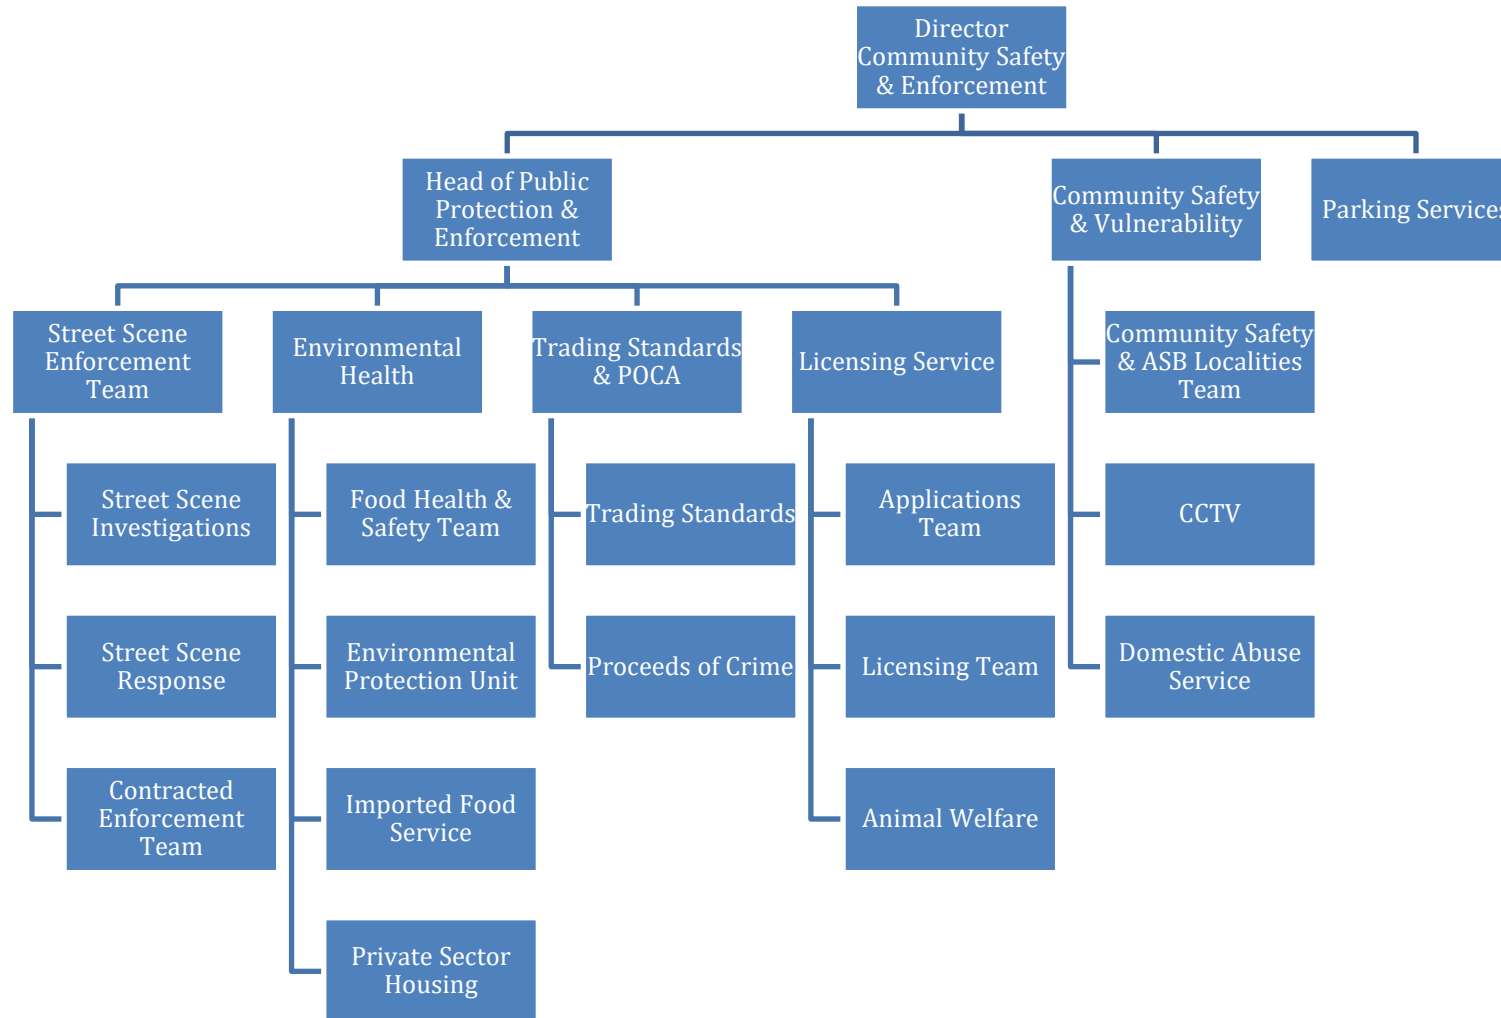 Director
Community Safety
& Enforcement
Head of Public
Protection &
Enforcement
Community Safety
& Vulnerability
Parking Services
Street Scene
Enforcement
Team
Environmental
Health
Trading Standards
& POCA
Licensing Service
Community Safety
& ASB Localities
Team
Street Scene
Investigations
Food Health &
Safety Team
Trading Standards
Applications
Team
CCTV
Street Scene
Response
Environmental
Protection Unit
Proceeds of Crime
Licensing Team
Domestic Abuse
Service
Contracted
Enforcement
Team
Imported Food
Service
Animal Welfare
Private Sector
Housing